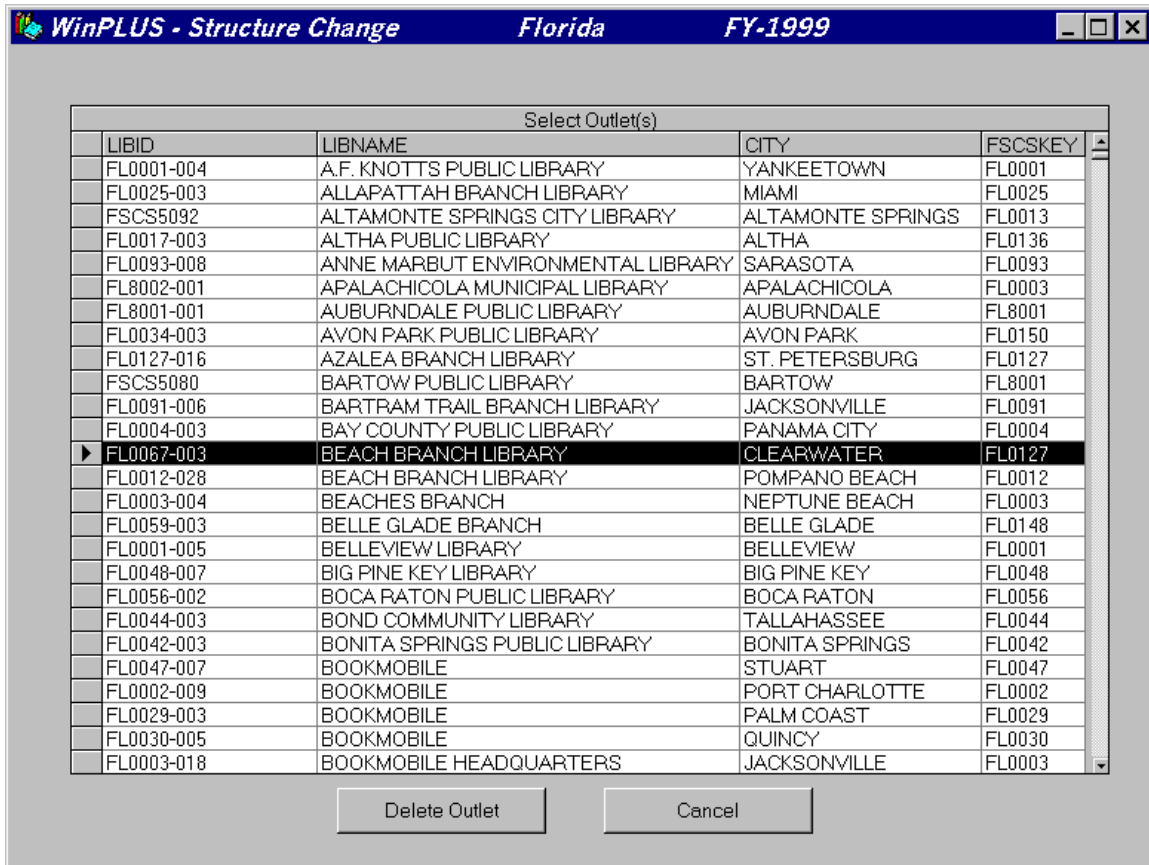 WinPLUS - Structure Change Florida FY-1999
Select Outlet(s)
LIBID LIBNAME CITY FSCSKEY
FL0001-004 A.F. KNOTTS PUBLIC LIBRARY YANKEETOWN FL0001
FL0025-003 ALLAPATTAH BRANCH LIBRARY MIAMI FL0025
FSCS5092 ALTAMONTE SPRINGS CITY LIBRARY ALTAMONTE SPRINGS FL0013
FL0017-003 ALTHA PUBLIC LIBRARY ALTHA FL0136
FL0093-008 ANNE MARBUT ENVIRONMENTAL LIBRARY SARASOTA FL0093
FL8002-001 APALACHICOLA MUNICIPAL LIBRARY APALACHICOLA FL0003
FL8001-001 AUBURNDALE PUBLIC LIBRARY AUBURNDALE FL8001
FL0034-003 AVON PARK PUBLIC LIBRARY AVON PARK FL0150
FL0127-016 AZALEA BRANCH LIBRARY ST. PETERSBURG FL0127
FSCS5080 BARTOW PUBLIC LIBRARY BARTOW FL8001
FL0091-006 BARTRAM TRAIL BRANCH LIBRARY JACKSONVILLE FL0091
FL0004-003 BAY COUNTY PUBLIC LIBRARY PANAMA CITY FL0004
FL0067-003 BEACH BRANCH LIBRARY CLEARWATER FL0127
FL0012-028 BEACH BRANCH LIBRARY POMPANO BEACH FL0012
FL0003-004 BEACHES BRANCH NEPTUNE BEACH FL0003
FL0059-003 BELLE GLADE BRANCH BELLE GLADE FL0148
FL0001-005 BELLEVIEW LIBRARY BELLEVIEW FL0001
FL0048-007 BIG PINE KEY LIBRARY BIG PINE KEY FL0048
FL0056-002 BOCA RATON PUBLIC LIBRARY BOCA RATON FL0056
FL0044-003 BOND COMMUNITY LIBRARY TALLAHASSEE FL0044
FL0042-003 BONITA SPRINGS PUBLIC LIBRARY BONITA SPRINGS FL0042
FL0047-007 BOOKMOBILE STUART FL0047
FL0002-009 BOOKMOBILE PORT CHARLOTTE FL0002
FL0029-003 BOOKMOBILE PALM COAST FL0029
FL0030-005 BOOKMOBILE QUINCY FL0030
FL0003-018 BOOKMOBILE HEADQUARTERS JACKSONVILLE FL0003
Delete Outlet Cancel